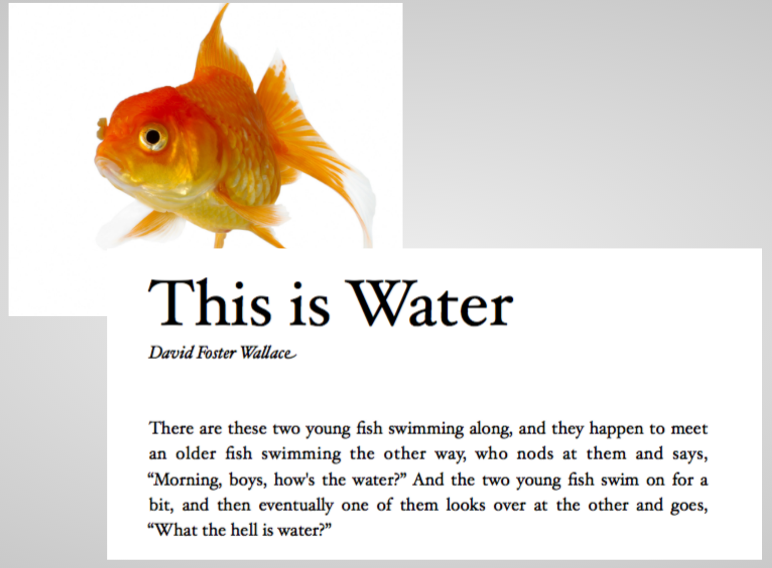 This is Water
David Foster Wallace
There are these two young fish swimming along, and they happen to meet
an older fish swimming the other way, who nods at them and says,
“Morning, boys, how's the water?” And the two young fish swim on for a
bit, and then eventually one of them looks over at the other and goes,
“What the hell is water?”